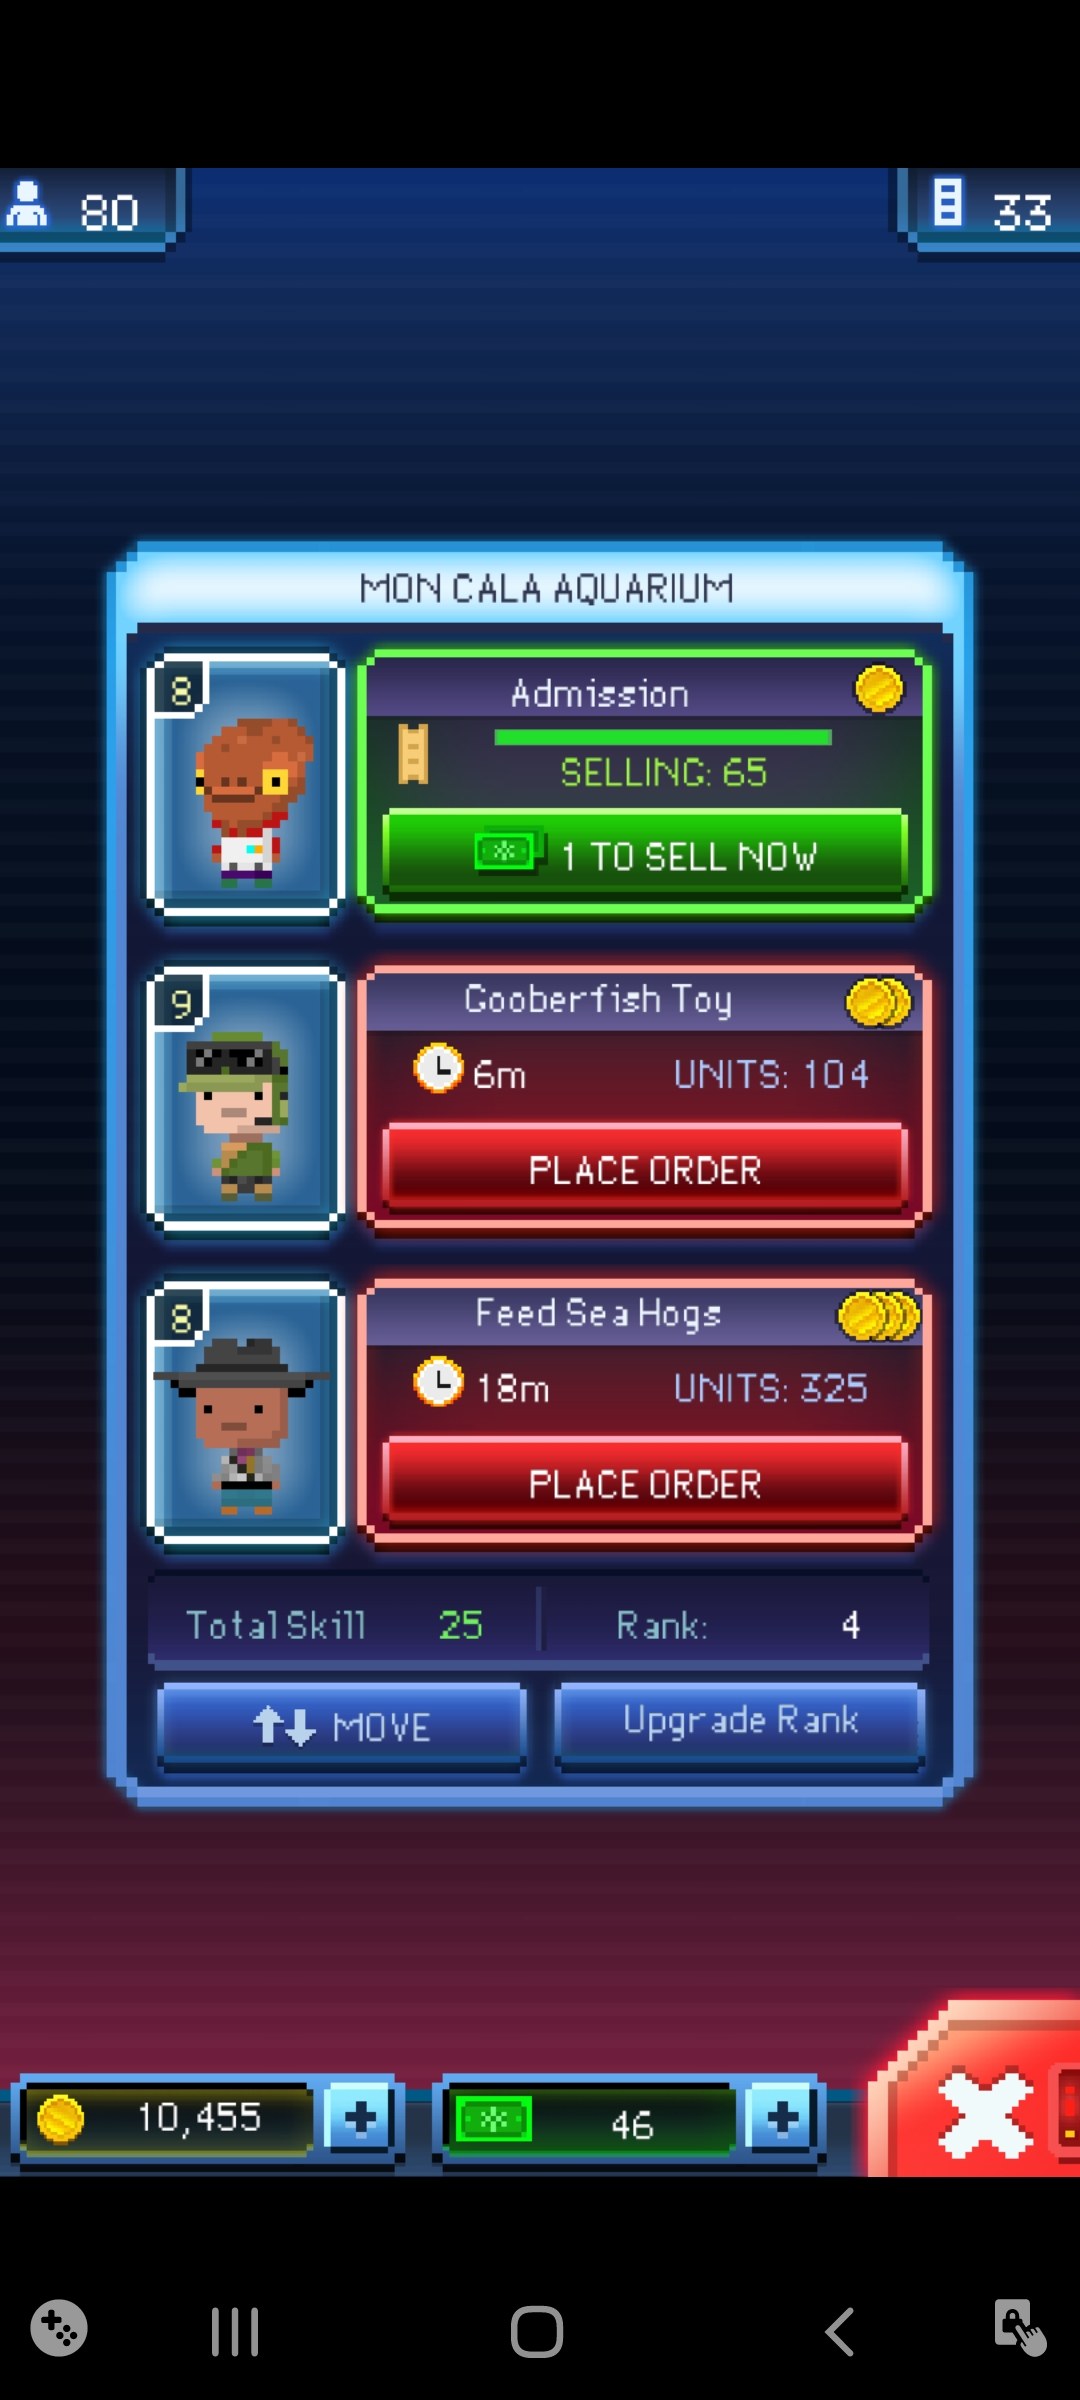 80
33
MON CALA AQUARIUM
8
Admission
SELLING: 65
1 TO SELL NOW
9
Gooberfish Toy
6m
UNITS: 104
PLACE ORDER
8
Feed Sea Hogs
18m
UNITS: 325
PLACE ORDER
Total Skill 25
Rank: 4
MOVE
Upgrade Rank
10,455
46